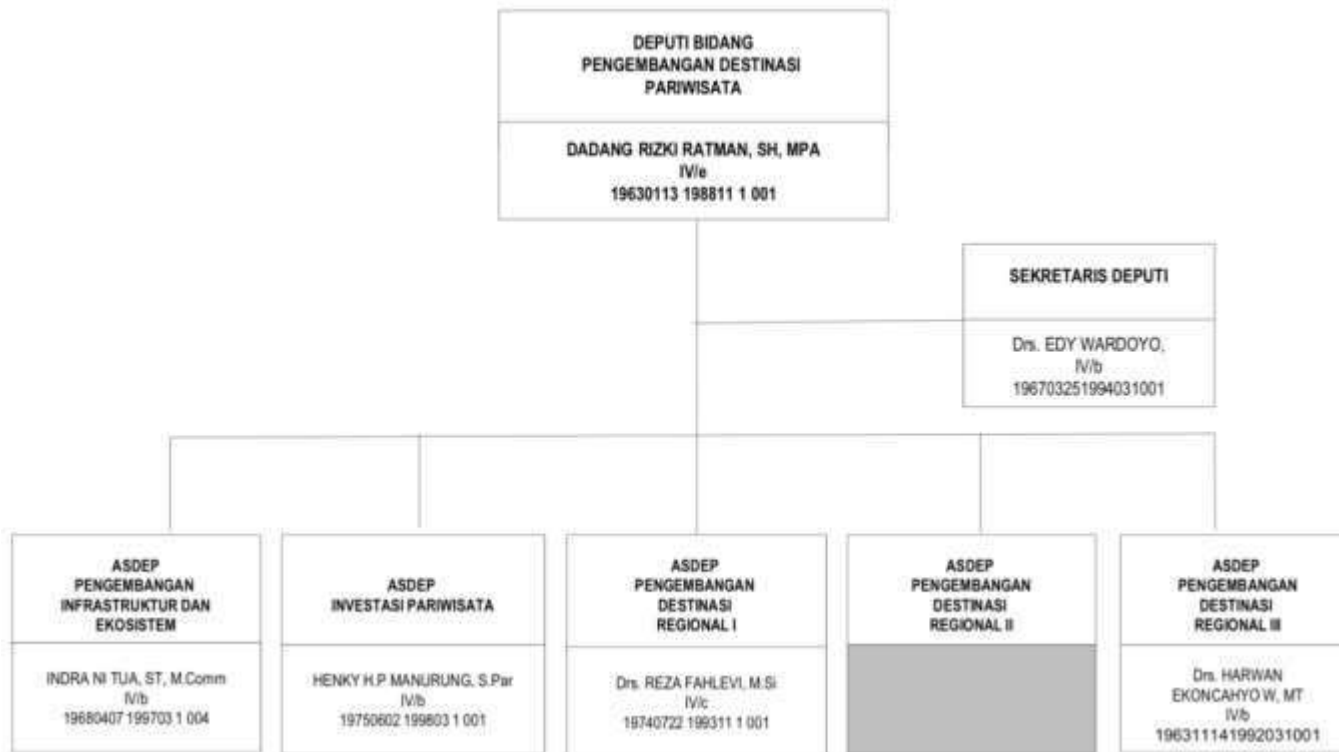 DEPUTI BIDANG
PENGEMBANGAN DESTINASI
PARIWISATA
DADANG RIZKI RATMAN, SH, MPA
IV/e
19630113 198811 1 001
SEKRETARIS DEPUTI
Drs. EDY WARDOYO,
IV/b
196703251994031001
ASDEP
PENGEMBANGAN
INFRASTRUKTUR DAN
EKOSISTEM
INDRA NI TUA, ST, M.Comm
IV/b
19680407 199703 1 004
ASDEP
INVESTASI PARIWISATA
HENKY H.P MANURUNG, S.Par
IV/b
19750602 199803 1 001
ASDEP
PENGEMBANGAN
DESTINASI
REGIONAL I
Drs. REZA FAHLEVI, M.Si
IV/c
19740722 199311 1 001
ASDEP
PENGEMBANGAN
DESTINASI
REGIONAL II
ASDEP
PENGEMBANGAN
DESTINASI
REGIONAL III
Drs. HARWAN
EKONCAHYO W, MT
IV/b
196311141992031001